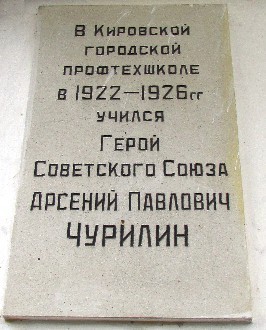 В Кировской
городской
профтехшколе
в 1922—1926гг
учился
Герой
Советского Союза
Арсений Павлович
Чурилин